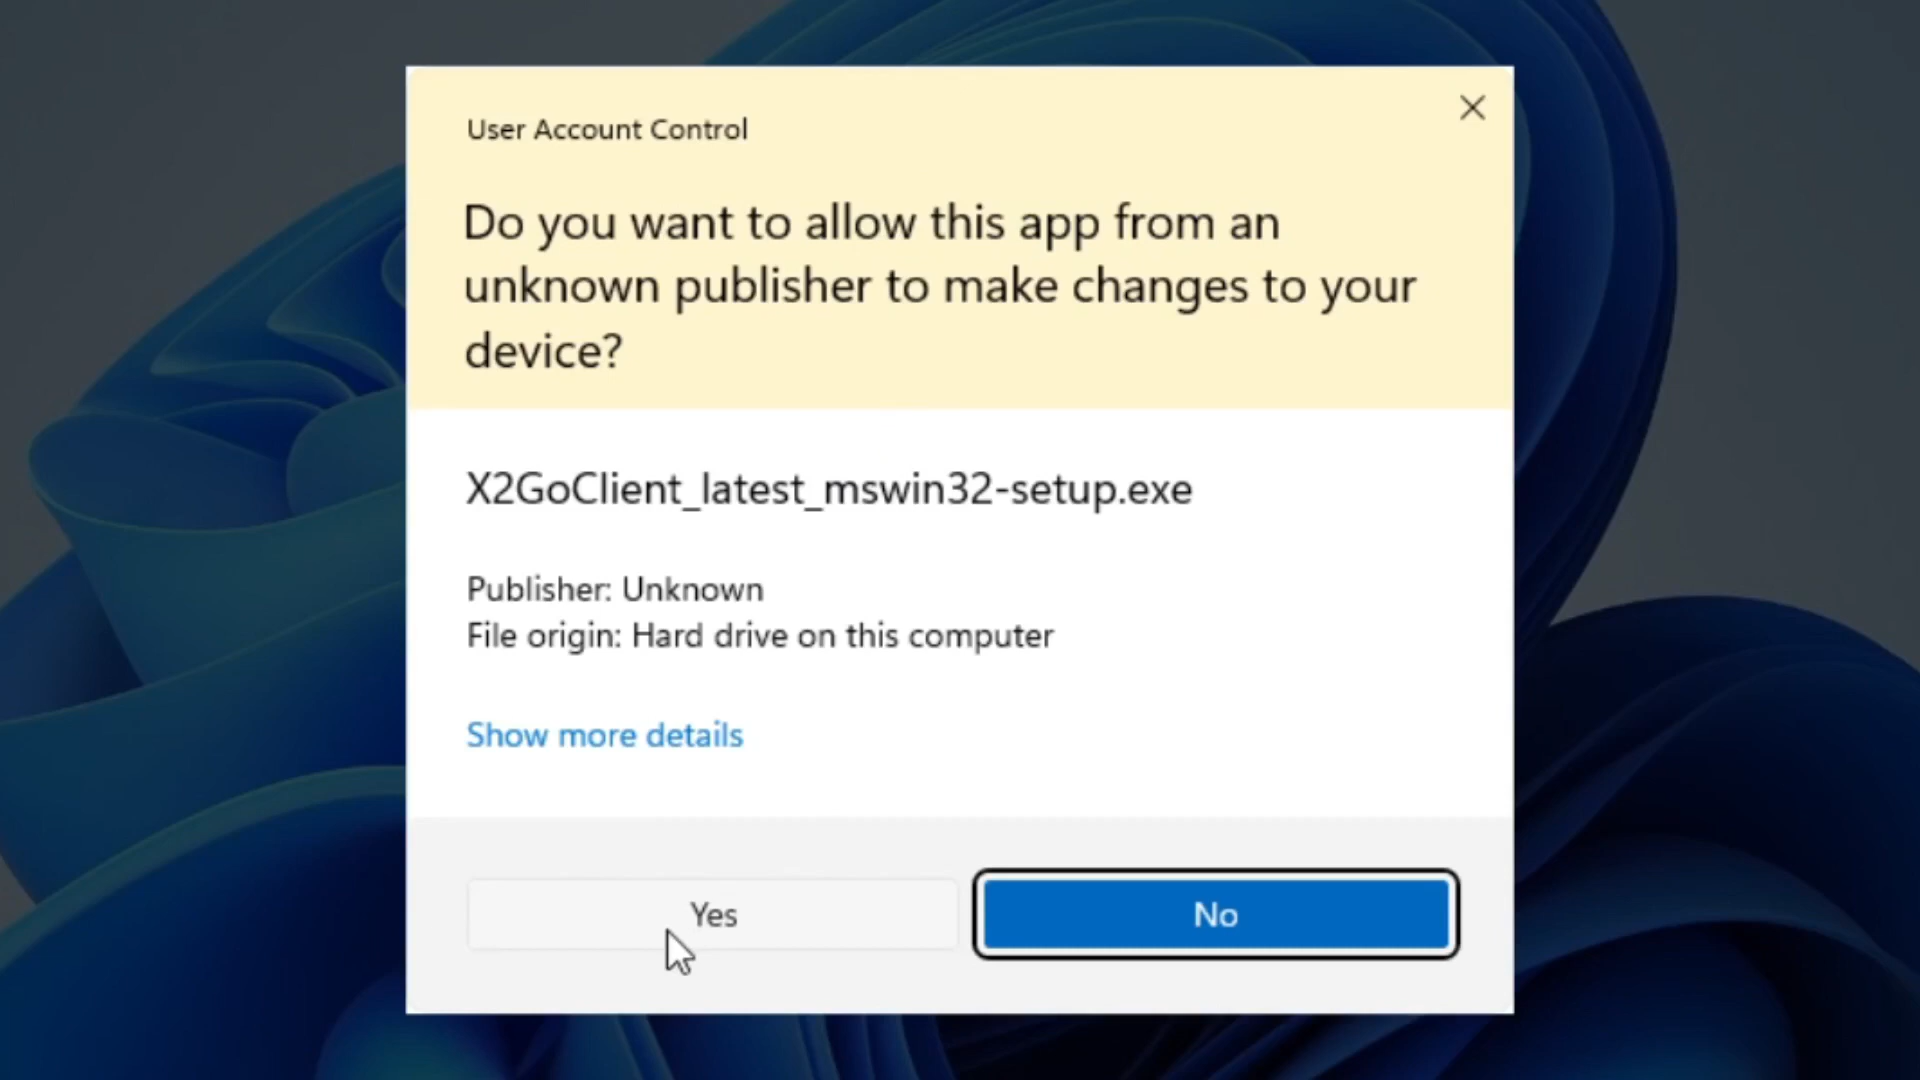 User Account Control
Do you want to allow this app from an
unknown publisher to make changes to your
device?
X2GoClient_latest_mswin32-setup.exe
Publisher: Unknown
File origin: Hard drive on this computer
Show more details
Yes
No